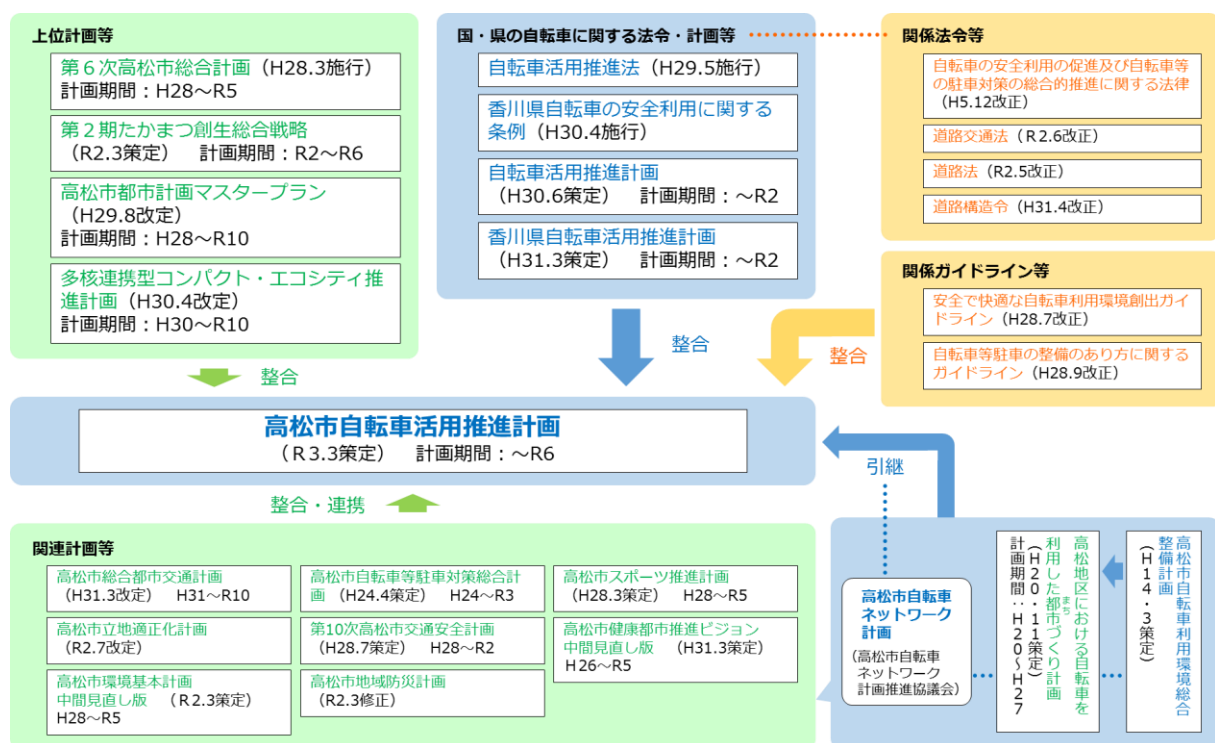 上位計画等
第６次高松市総合計画（H28.3施行）
計画期間：H28～R5
第２期たかまつ創生総合戦略
（R2.3策定）　計画期間：R2～R6
高松市都市計画マスタープラン
（H29.8改定）
計画期間：H28～R10
多核連携型コンパクト・エコシティ推
進計画（H30.4改定）
計画期間：H30～R10
国・県の自転車に関する法令・計画等
自転車活用推進法（H29.5施行）
香川県自転車の安全利用に関する
条例（H30.4施行）
自転車活用推進計画
（H30.6策定）　計画期間：～R2
香川県自転車活用推進計画
（H31.3策定）　計画期間：～R2
関係法令等
自転車の安全利用の促進及び自転車等
の駐車対策の総合的推進に関する法律
（H5.12改正）
道路交通法（Ｒ2.6改正）
道路法（R2.5改正）
道路構造令（H31.4改正）
関係ガイドライン等
安全で快適な自転車利用環境創出ガイ
ドライン（H28.7改正）
自転車等駐車の整備のあり方に関する
ガイドライン（H28.9改正）
整合
整合
整合
高松市自転車活用推進計画
（Ｒ3.3策定）　計画期間：～R6
整合・連携
引継
関連計画等
高松市総合都市交通計画
（H31.3改定）　H31～R10
高松市立地適正化計画
（R2.7改定）
高松市環境基本計画
中間見直し版　（Ｒ2.3策定）
H28～R5
高松市自転車等駐車対策総合計
画（H24.4策定）　H24～R3
第10次高松市交通安全計画
（H28.7策定）　H28～R2
高松市地域防災計画
（R2.3修正）
高松市スポーツ推進計画
（H28.3策定）　H28～R5
高松市健康都市推進ビジョン
中間見直し版　（H31.3策定）
H26～R5
高松市自転車
ネットワーク
計画
（高松市自転車
ネットワーク
計画推進協議会）
高松地区における自転車を
利用した都市づくり計画
まち
（Ｈ２０・１１策定）
計画期間：Ｈ２０～Ｈ２７
高松市自転車利用環境総合
整備計画
（Ｈ１４・３策定）